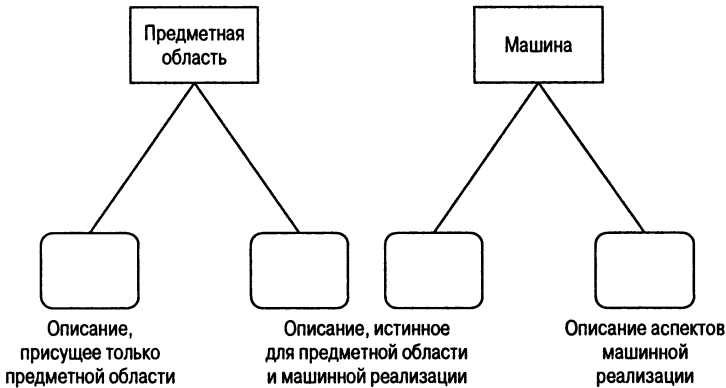 Предметная
область
Машина
Описание,
присущее только
предметной области
Описание, истинное
для предметной области
и машинной реализации
Описание аспектов
машинной
реализации